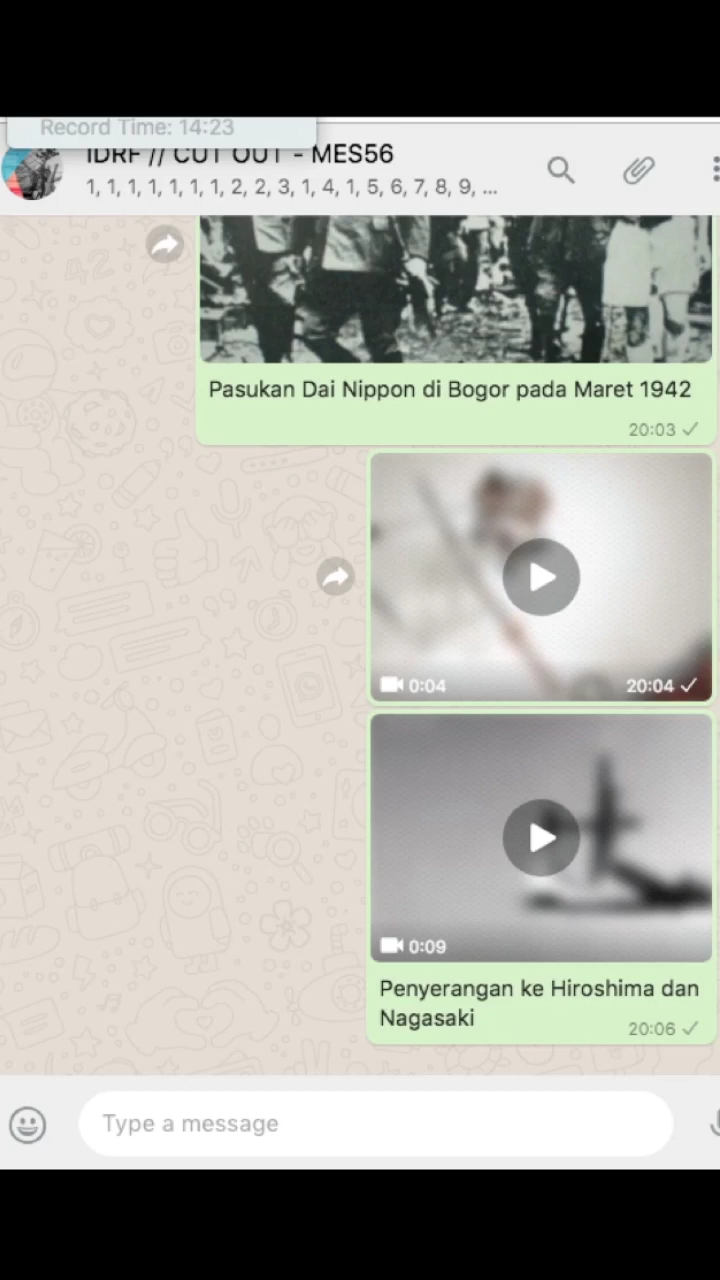 Record Time: 14:23
IDRF // CUT OUT - MES56
1, 1, 1, 1, 1, 1, 1, 2, 2, 3, 1, 4, 1, 5, 6, 7, 8, 9, ...
Pasukan Dai Nippon di Bogor pada Maret 1942
20:03
0:04
20:04
0:09
Penyerangan ke Hiroshima dan
Nagasaki
20:06
Type a message